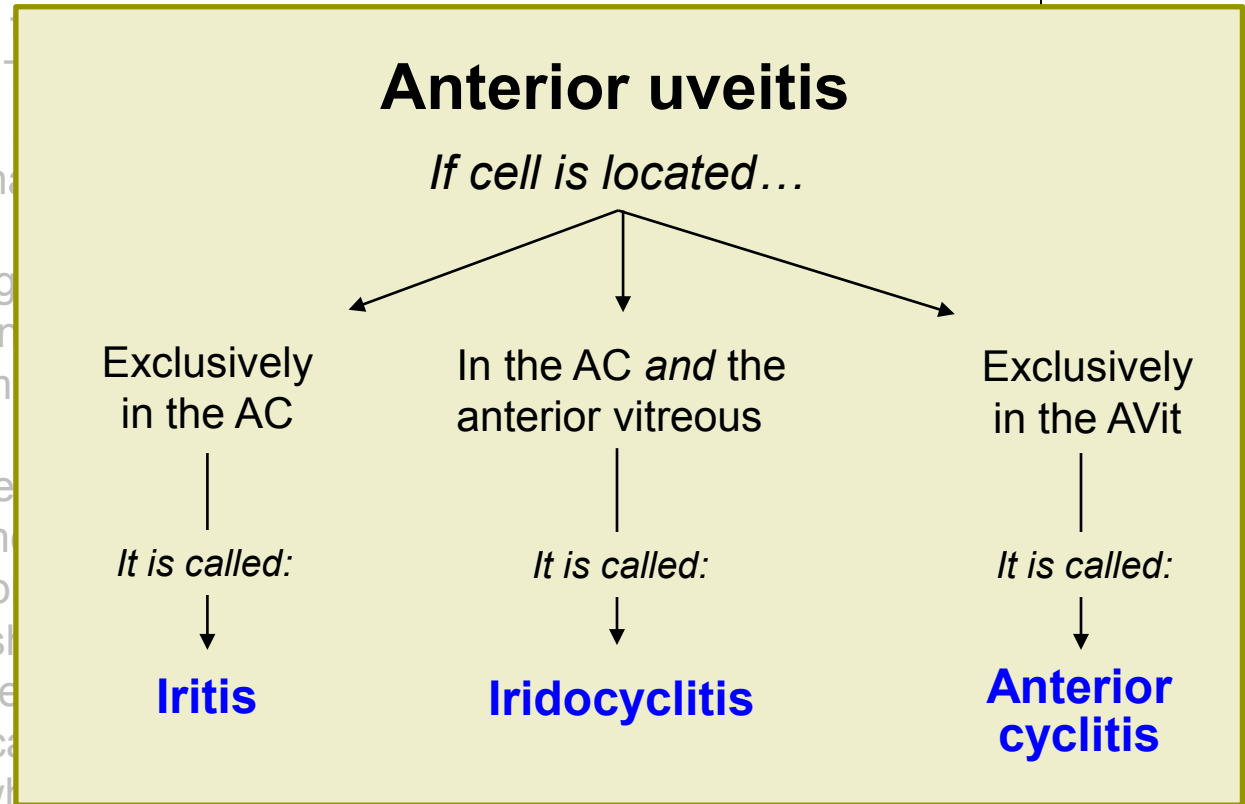 Anterior uveitis
If cell is located…
Exclusively
in the AC
In the AC and the
anterior vitreous
Exclusively
in the AVit
It is called:
It is called:
It is called:
Iritis
Iridocyclitis
Anterior
cyclitis